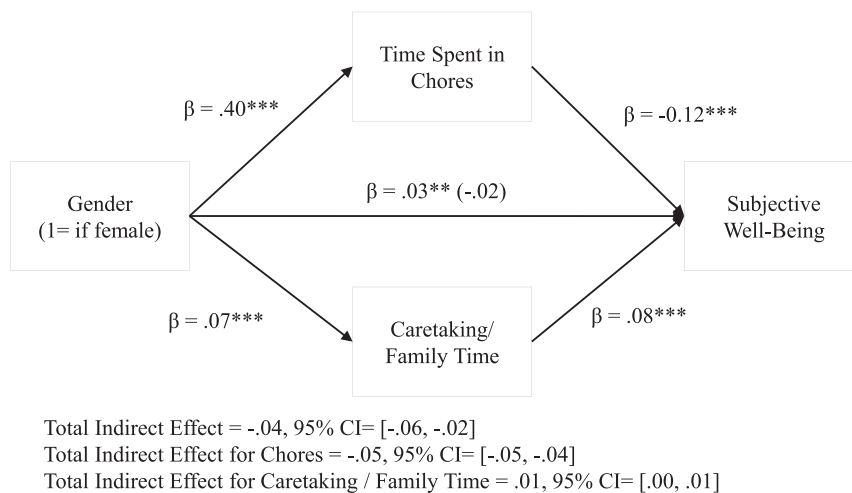 Time Spent in
Chores
β = .40***
β = -0.12***
Gender
(1= if female)
β = .03** (-.02)
Subjective
Well-Being
β = .07***
Caretaking/
Family Time
β = .08***
Total Indirect Effect = -.04, 95% CI= [-.06, -.02]
Total Indirect Effect for Chores = -.05, 95% CI= [-.05, -.04]
Total Indirect Effect for Caretaking / Family Time = .01, 95% CI= [.00, .01]